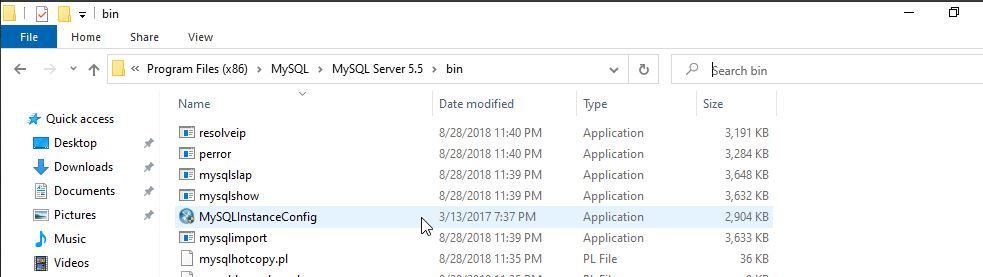 bin
File Home Share View
« Program Files (x86) > MySQL > MySQL Server 5.5 > bin Search bin
Name Date modified Type Size
Quick access
Desktop
Downloads
Documents
Pictures
Music
Videos
resolveip 8/28/2018 11:40 PM Application 3,191 KB
perror 8/28/2018 11:40 PM Application 3,284 KB
mysqlslap 8/28/2018 11:39 PM Application 3,648 KB
mysqlshow 8/28/2018 11:39 PM Application 3,632 KB
MySQLInstanceConfig 3/13/2017 7:37 PM Application 2,904 KB
mysqlimport 8/28/2018 11:39 PM Application 3,633 KB
mysqlhotcopy.pl 8/28/2018 11:35 PM PL File 36 KB